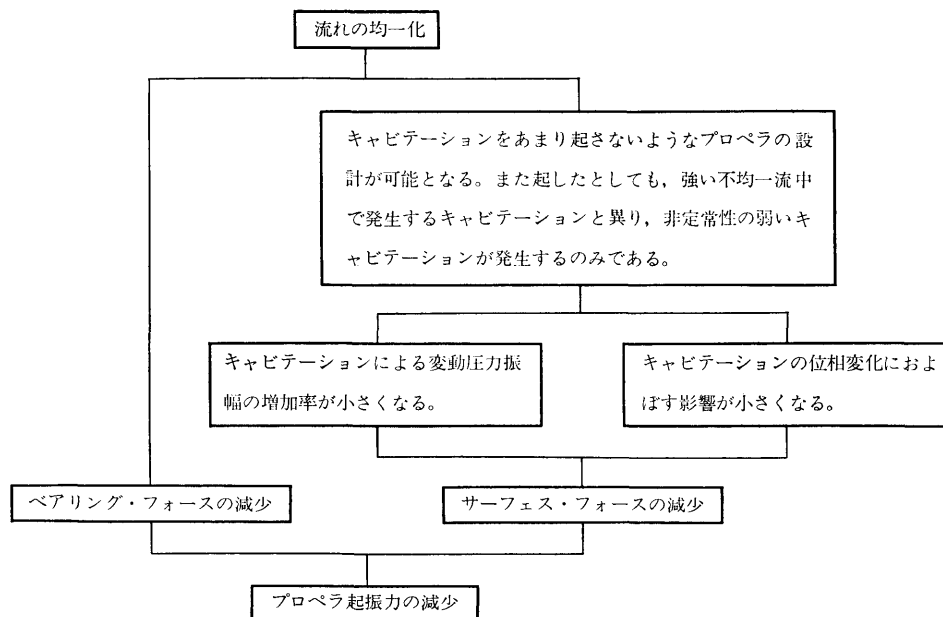 流れの均一化
キャビテーションをあまり起さないようなプロペラの設
計が可能となる。また起したとしても，強い不均一流中
で発生するキャビテーションと異り，非定常性の弱いキ
ャビテーションが発生するのみである。
キャビテーションによる変動圧力振
幅の増加率が小さくなる。
キャビテーションの位相変化におよ
ぼす影響が小さくなる。
ベアリング・フォースの減少
サーフェス・フォースの減少
プロペラ起振力の減少